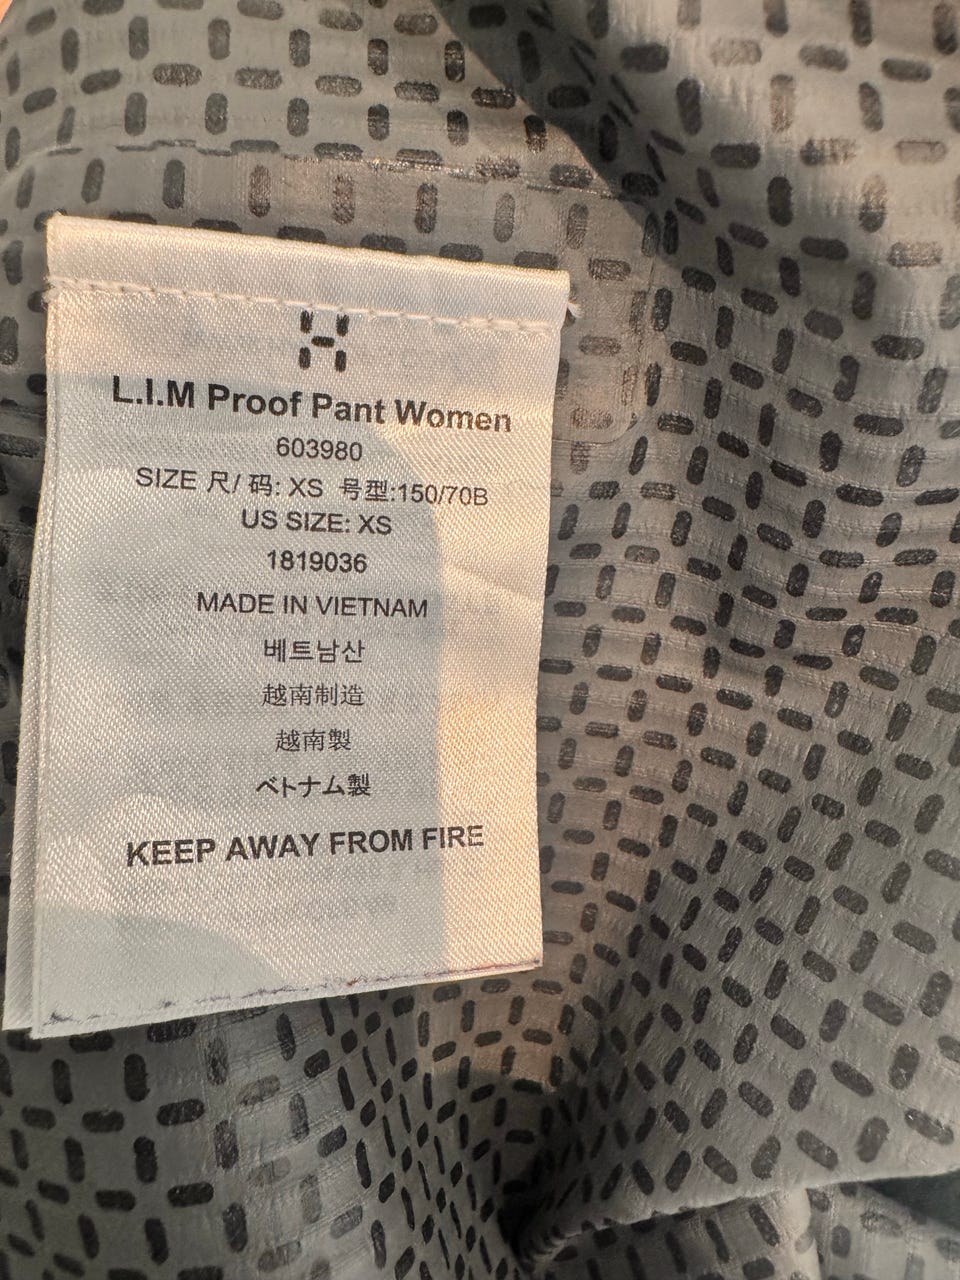 L.I.M Proof Pant Women
603980
SIZE 尺/ 码: XS 号型:150/70B
US SIZE: XS
1819036
MADE IN VIETNAM
베트남산
越南制造
越南製
ベトナム製
KEEP AWAY FROM FIRE